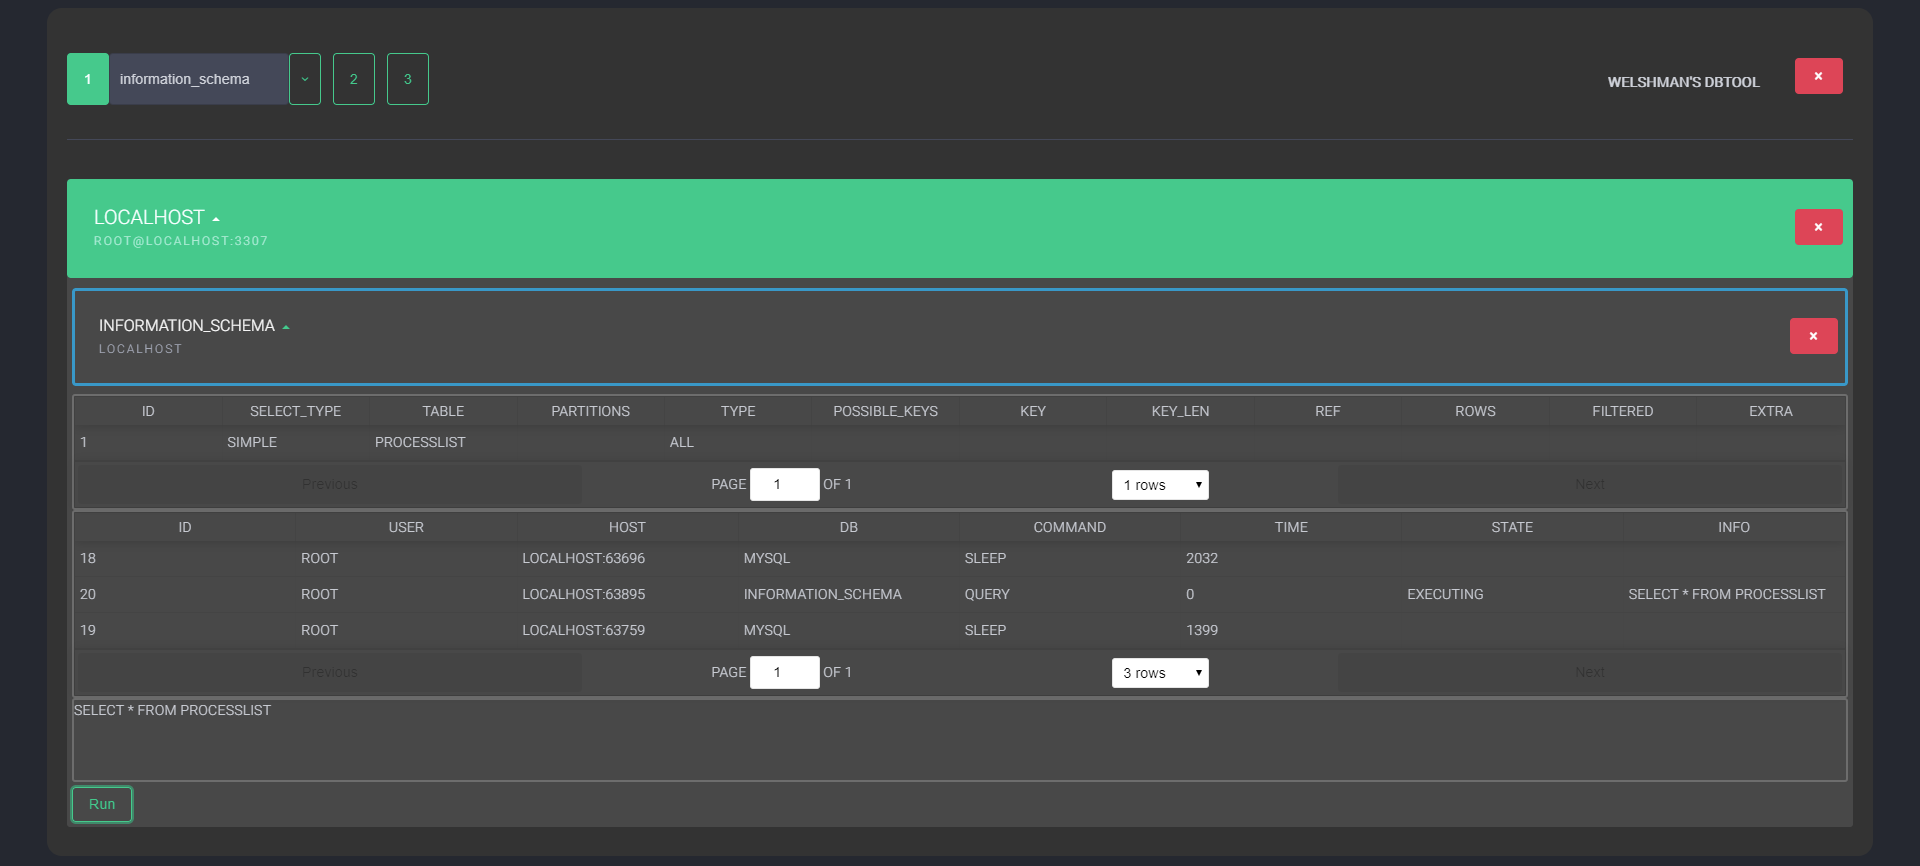 1 information_schema 2 3
WELSHMAN'S DBTOOL ×
LOCALHOST
ROOT@LOCALHOST:3307
×
INFORMATION_SCHEMA
LOCALHOST
×
ID SELECT_TYPE TABLE PARTITIONS TYPE POSSIBLE_KEYS KEY KEY_LEN REF ROWS FILTERED EXTRA
1 SIMPLE PROCESSLIST ALL
Previous PAGE 1 OF 1 1 rows Next
ID USER HOST DB COMMAND TIME STATE INFO
18 ROOT LOCALHOST:63696 MYSQL SLEEP 2032
20 ROOT LOCALHOST:63895 INFORMATION_SCHEMA QUERY 0 EXECUTING SELECT * FROM PROCESSLIST
19 ROOT LOCALHOST:63759 MYSQL SLEEP 1399
Previous PAGE 1 OF 1 3 rows Next
SELECT * FROM PROCESSLIST
Run